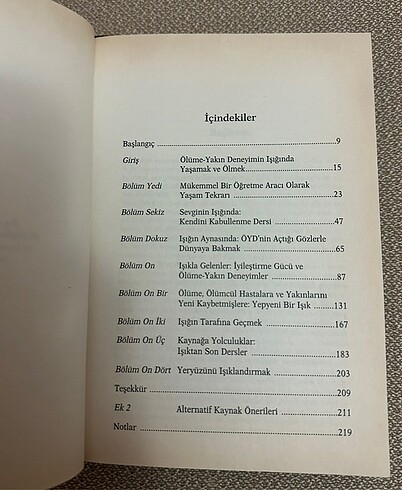 İçindekiler
Başlangıç ........ 9
Giriş Ölüme-Yakın Deneyimin Işığında
Yaşamak ve Ölmek ........ 15
Bölüm Yedi Mükemmel Bir Öğretme Aracı Olarak
Yaşam Tekrarı ........ 23
Bölüm Sekiz Sevginin Işığında:
Kendini Kabullenme Dersi ........ 47
Bölüm Dokuz Işığın Aynasında: ÖYD'nin Açtığı Gözlerle
Dünyaya Bakmak ........ 65
Bölüm On Işıkla Gelenler: İyileştirme Gücü ve
Ölüme-Yakın Deneyimler ........ 87
Bölüm On Bir Ölüme, Ölümcül Hastalara ve Yakınlarını
Yeni Kaybetmişlere: Yepyeni Bir Işık ........ 131
Bölüm On İki Işığın Tarafına Geçmek ........ 167
Bölüm On Üç Kaynağa Yolculuklar:
Işıktan Son Dersler ........ 183
Bölüm On Dört Yeryüzünü Işıklandırmak ........ 203
Teşekkür ........ 209
Ek 2 Alternatif Kaynak Önerileri ........ 211
Notlar ........ 219